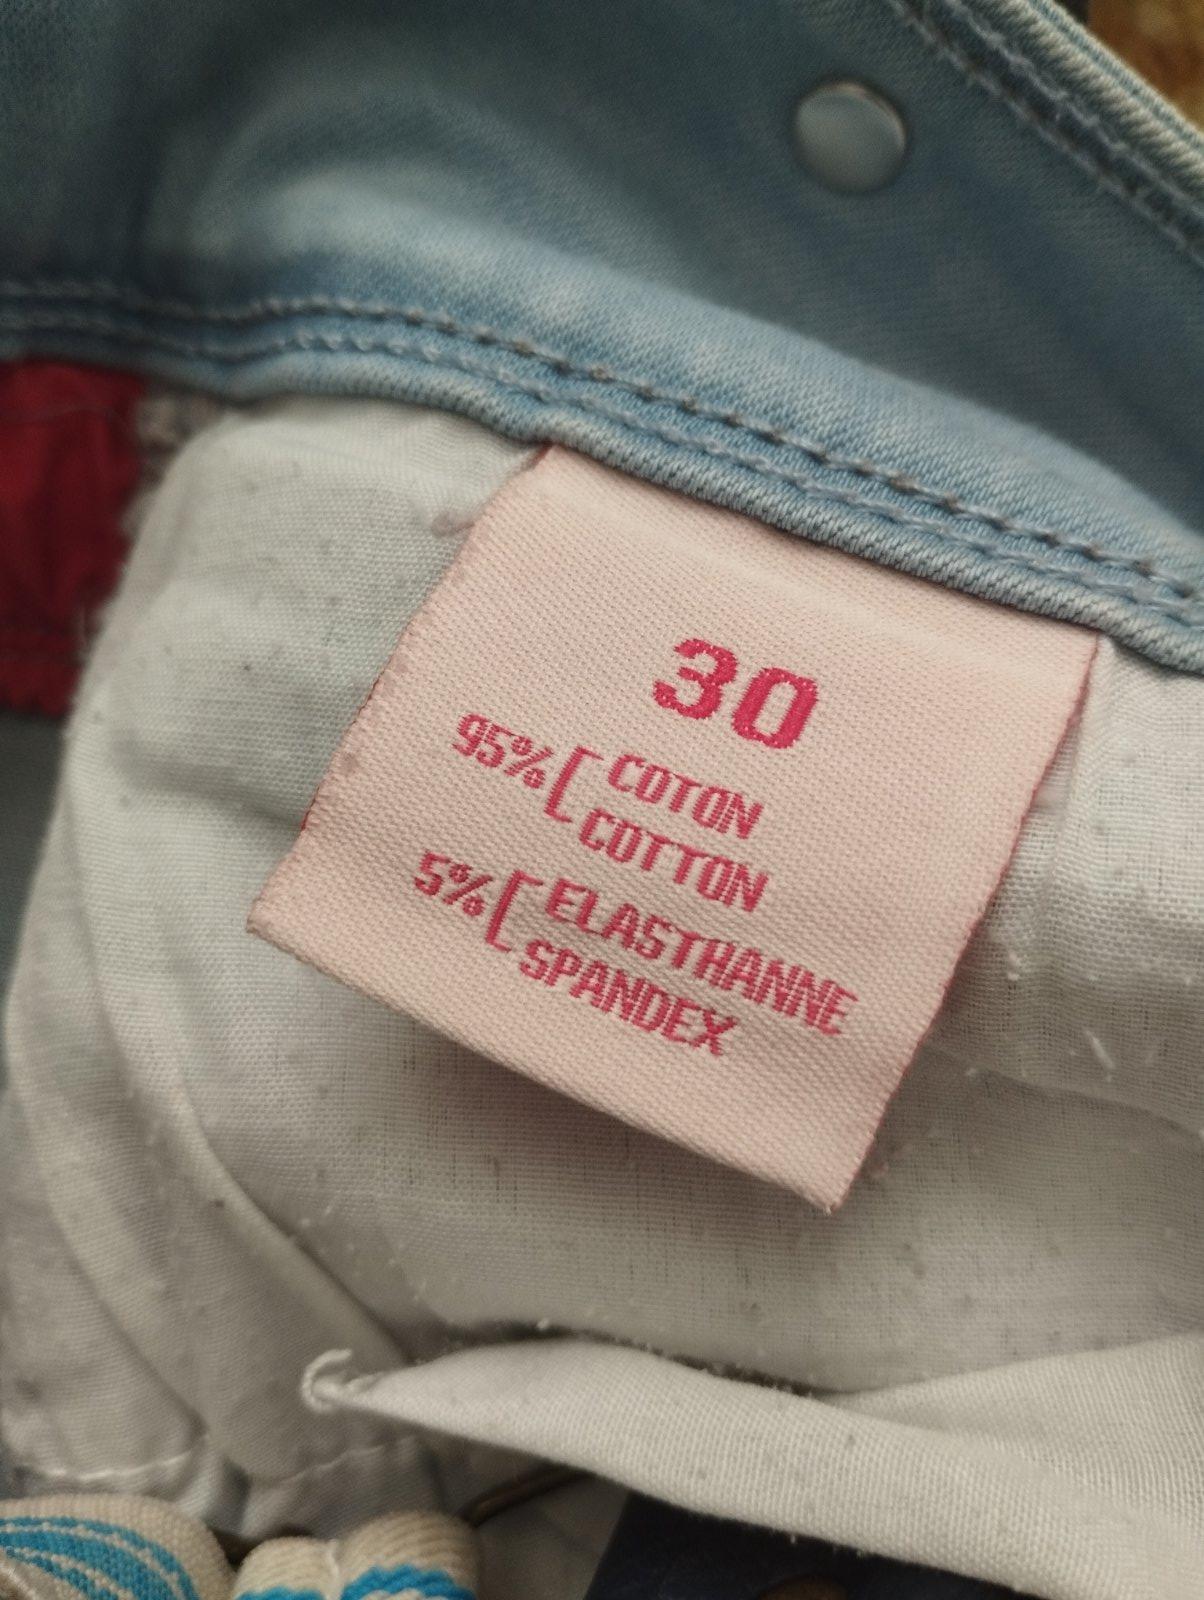 30
95% [ COTON
COTTON
5% [ ELASTHANNE
SPANDEX